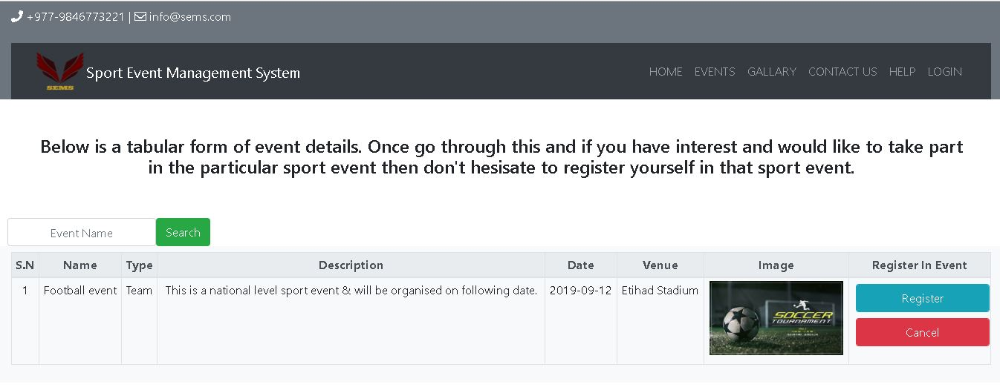 +977-9846773221 | info@sems.com
SEMS
Sport Event Management System
HOME EVENTS GALLARY CONTACT US HELP LOGIN
Below is a tabular form of event details. Once go through this and if you have interest and would like to take part
in the particular sport event then don't hesisate to register yourself in that sport event.
Event Name Search
S.N Name Type Description Date Venue Image Register In Event
1 Football event Team This is a national level sport event & will be organised on following date. 2019-09-12 Etihad Stadium
SOCCER
TOURNAMENT
Register
Cancel